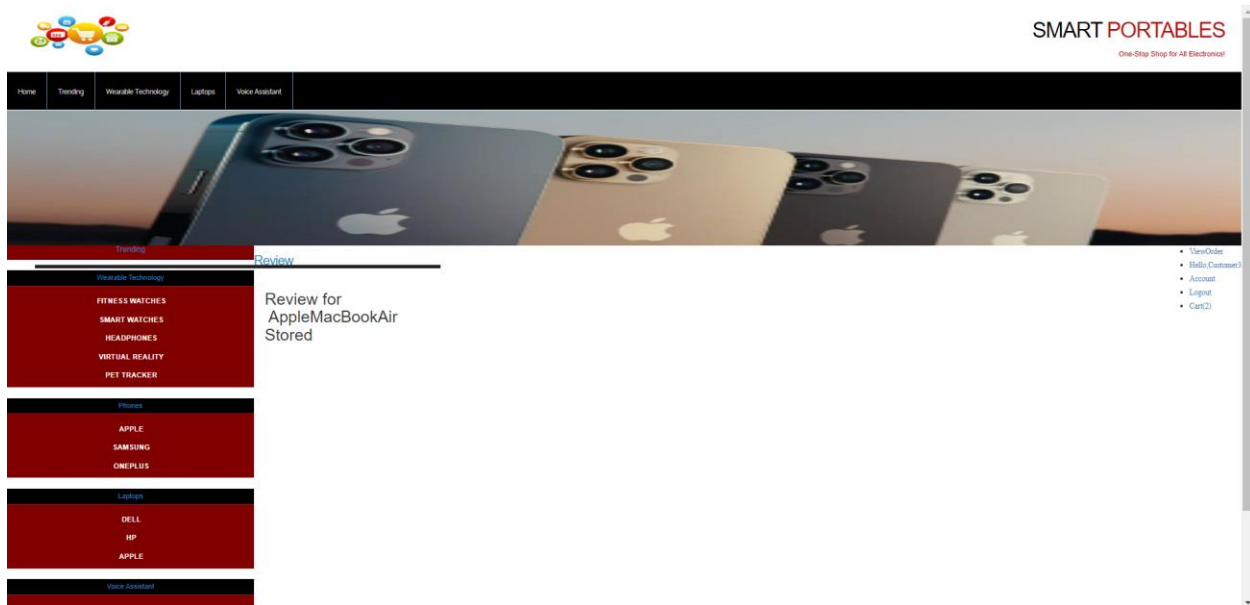 SMART PORTABLES
One-Stop Shop for All Electronics!
Home Trending Wearable Technology Laptops Voice Assistant
Trending
Wearable Technology
FITNESS WATCHES
SMART WATCHES
HEADPHONES
VIRTUAL REALITY
PET TRACKER
Phones
APPLE
SAMSUNG
ONEPLUS
Laptops
DELL
HP
APPLE
Voice Assistant
Review
Review for
AppleMacBookAir
Stored
ViewOrder
Hello,Customer3
Account
Logout
Cart(2)